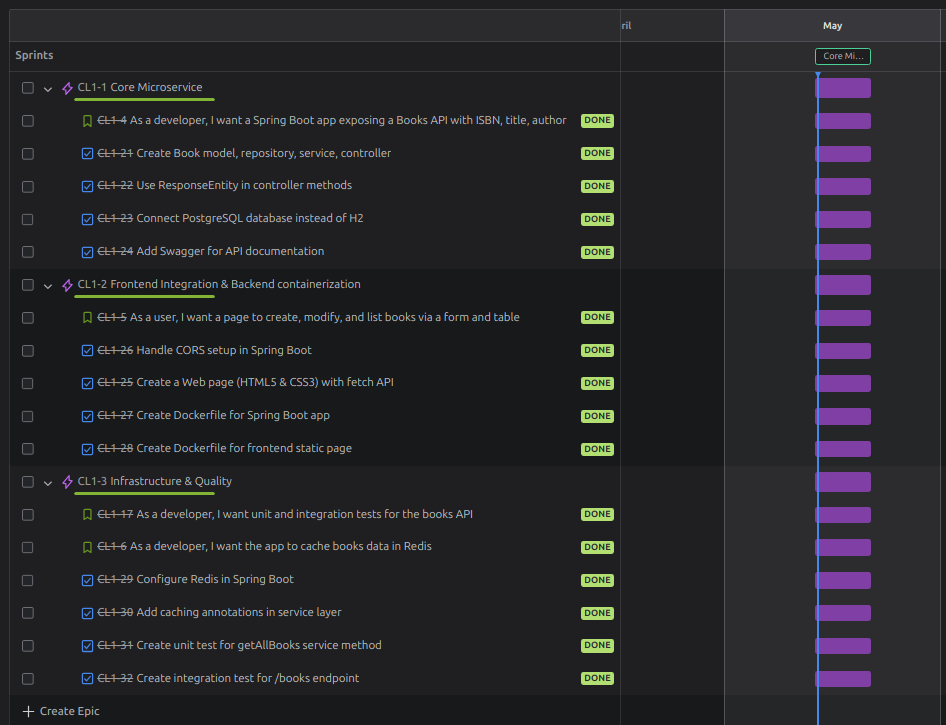 ril
May
Sprints
Core Mi...
CL1-1 Core Microservice
CL1-4 As a developer, I want a Spring Boot app exposing a Books API with ISBN, title, author DONE
CL1-21 Create Book model, repository, service, controller DONE
CL1-22 Use ResponseEntity in controller methods DONE
CL1-23 Connect PostgreSQL database instead of H2 DONE
CL1-24 Add Swagger for API documentation DONE
CL1-2 Frontend Integration & Backend containerization
CL1-5 As a user, I want a page to create, modify, and list books via a form and table DONE
CL1-26 Handle CORS setup in Spring Boot DONE
CL1-25 Create a Web page (HTML5 & CSS3) with fetch API DONE
CL1-27 Create Dockerfile for Spring Boot app DONE
CL1-28 Create Dockerfile for frontend static page DONE
CL1-3 Infrastructure & Quality
CL1-17 As a developer, I want unit and integration tests for the books API DONE
CL1-6 As a developer, I want the app to cache books data in Redis DONE
CL1-29 Configure Redis in Spring Boot DONE
CL1-30 Add caching annotations in service layer DONE
CL1-31 Create unit test for getAllBooks service method DONE
CL1-32 Create integration test for /books endpoint DONE
Create Epic